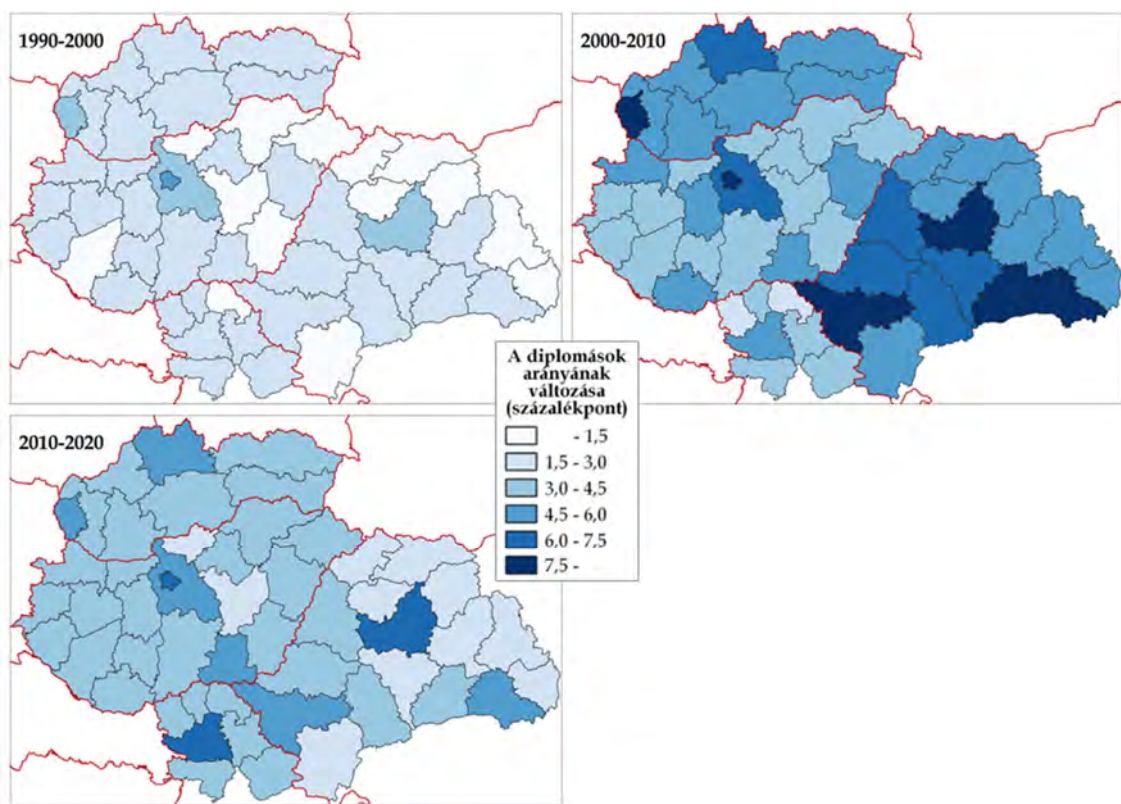 1990-2000
2000-2010
A diplomások
arányának
változása
(százalékpont)
- 1,5
1,5 - 3,0
3,0 - 4,5
4,5 - 6,0
6,0 - 7,5
7,5 -
2010-2020